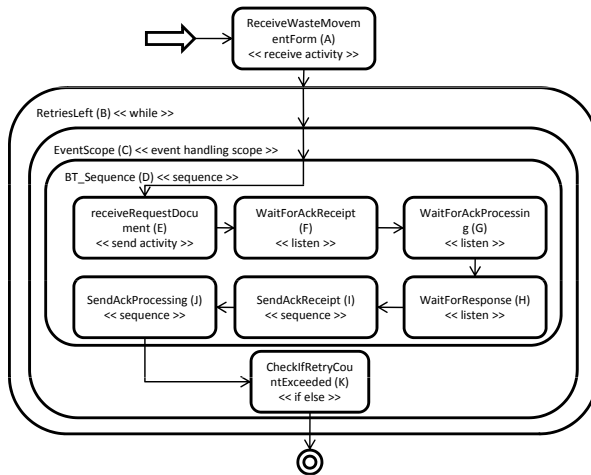 ReceiveWasteMovem
entForm (A)
<< receive activity >>
RetriesLeft (B) << while >>
EventScope (C) << event handling scope >>
BT_Sequence (D) << sequence >>
receiveRequestDocu
ment (E)
<< send activity >>
WaitForAckReceipt
(F)
<< listen >>
WaitForAckProcessin
g (G)
<< listen >>
SendAckProcessing (J)
<< sequence >>
SendAckReceipt (I)
<< sequence >>
WaitForResponse (H)
<< listen >>
CheckIfRetryCou
ntExceeded (K)
<< if else >>